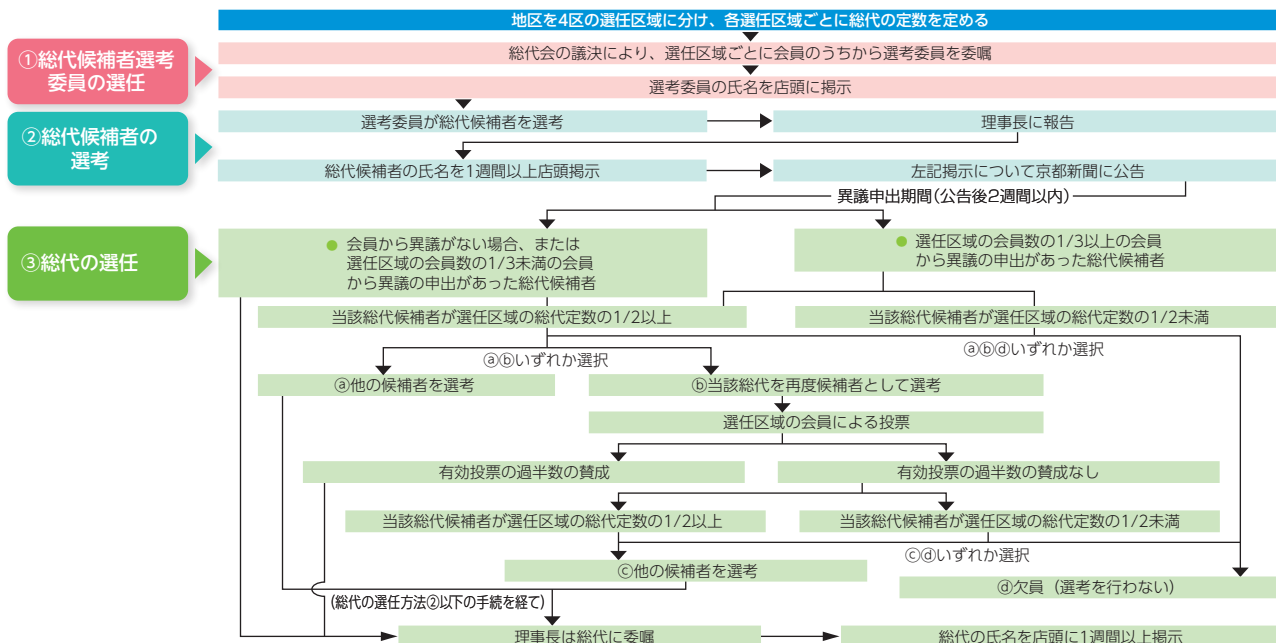 地区を4区の選任区域に分け、各選任区域ごとに総代の定数を定める
①総代候補者選考
委員の選任
総代会の議決により、選任区域ごとに会員のうちから選考委員を委嘱
選考委員の氏名を店頭に掲示
②総代候補者の
選考
選考委員が総代候補者を選考
理事長に報告
総代候補者の氏名を1週間以上店頭掲示
左記掲示について京都新聞に公告
異議申出期間(公告後2週間以内)
③総代の選任
● 会員から異議がない場合、または
選任区域の会員数の1/3未満の会員
から異議の申出があった総代候補者
● 選任区域の会員数の1/3以上の会員
から異議の申出があった総代候補者
当該総代候補者が選任区域の総代定数の1/2以上
当該総代候補者が選任区域の総代定数の1/2未満
ⓐⓑいずれか選択
ⓐⓑⓓいずれか選択
ⓐ他の候補者を選考
ⓑ当該総代を再度候補者として選考
選任区域の会員による投票
有効投票の過半数の賛成
有効投票の過半数の賛成なし
当該総代候補者が選任区域の総代定数の1/2以上
当該総代候補者が選任区域の総代定数の1/2未満
ⓒⓓいずれか選択
ⓒ他の候補者を選考
ⓓ欠員（選考を行わない）
(総代の選任方法②以下の手続を経て)
理事長は総代に委嘱
総代の氏名を店頭に1週間以上掲示